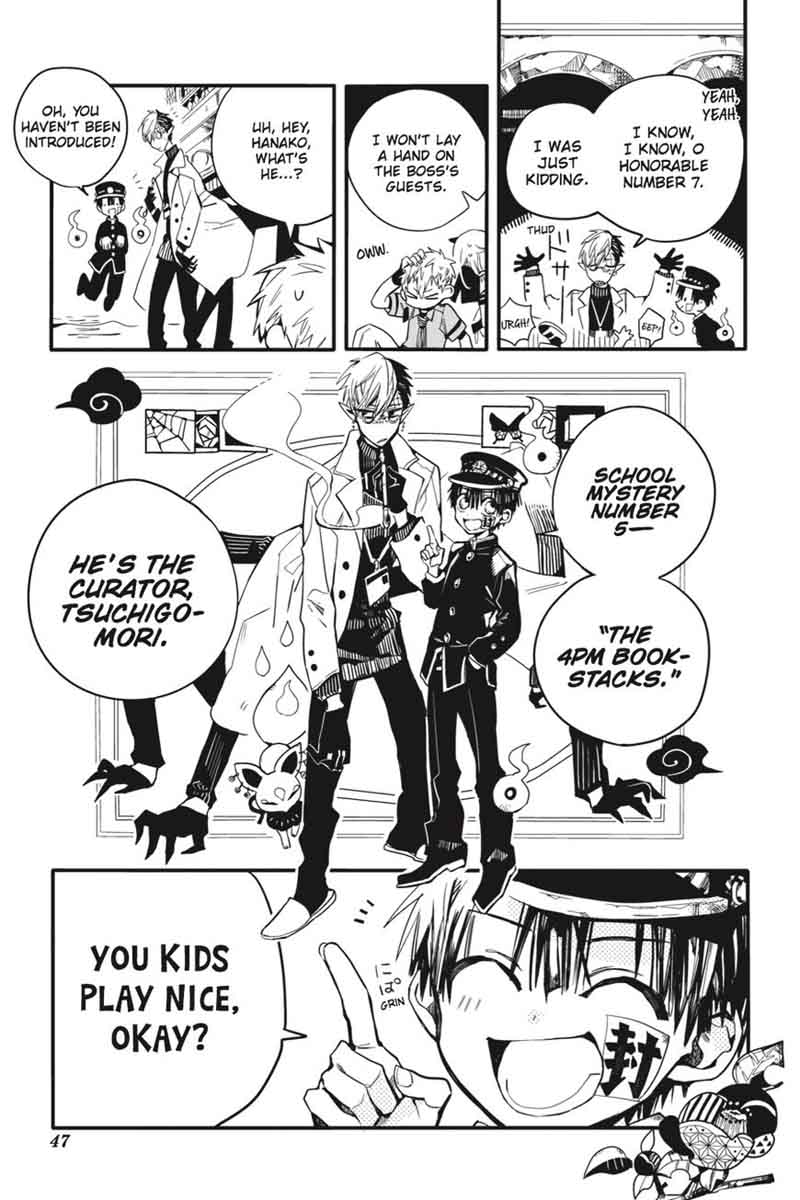 YEAH,
YEAH.
I KNOW,
I KNOW, O
HONORABLE
NUMBER 7.
I WAS
JUST
KIDDING.
THUD
ドサ
URGH!
EEP!
I WON'T LAY
A HAND ON
THE BOSS'S
GUESTS.
OWW.
UH, HEY,
HANAKO,
WHAT'S
HE...?
OH, YOU
HAVEN'T BEEN
INTRODUCED!
SCHOOL
MYSTERY
NUMBER
5—
"THE
4PM BOOK-
STACKS."
HE'S THE
CURATOR,
TSUCHIGO-
MORI.
YOU KIDS
PLAY NICE,
OKAY?
にぱ。
GRIN
封
47